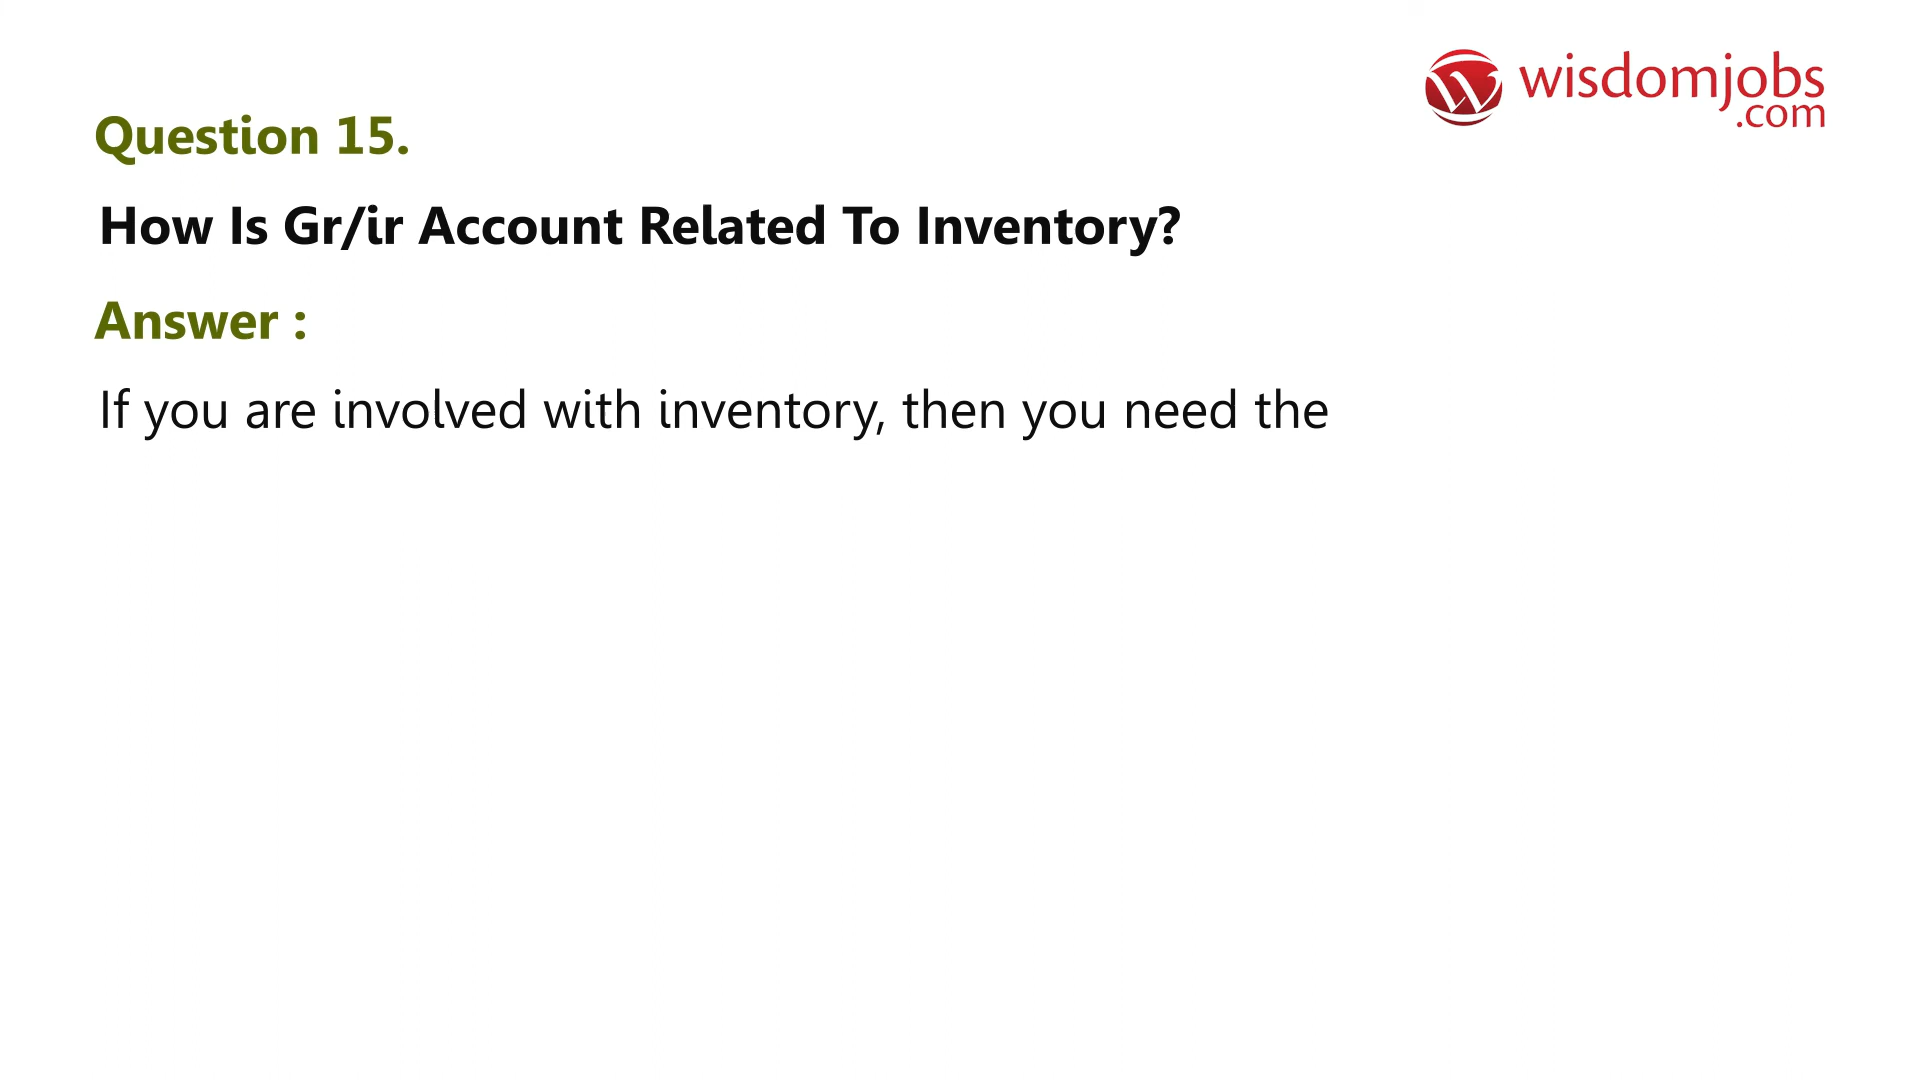 wisdomjobs
.com
Question 15.
How Is Gr/ir Account Related To Inventory?
Answer :
If you are involved with inventory, then you need the